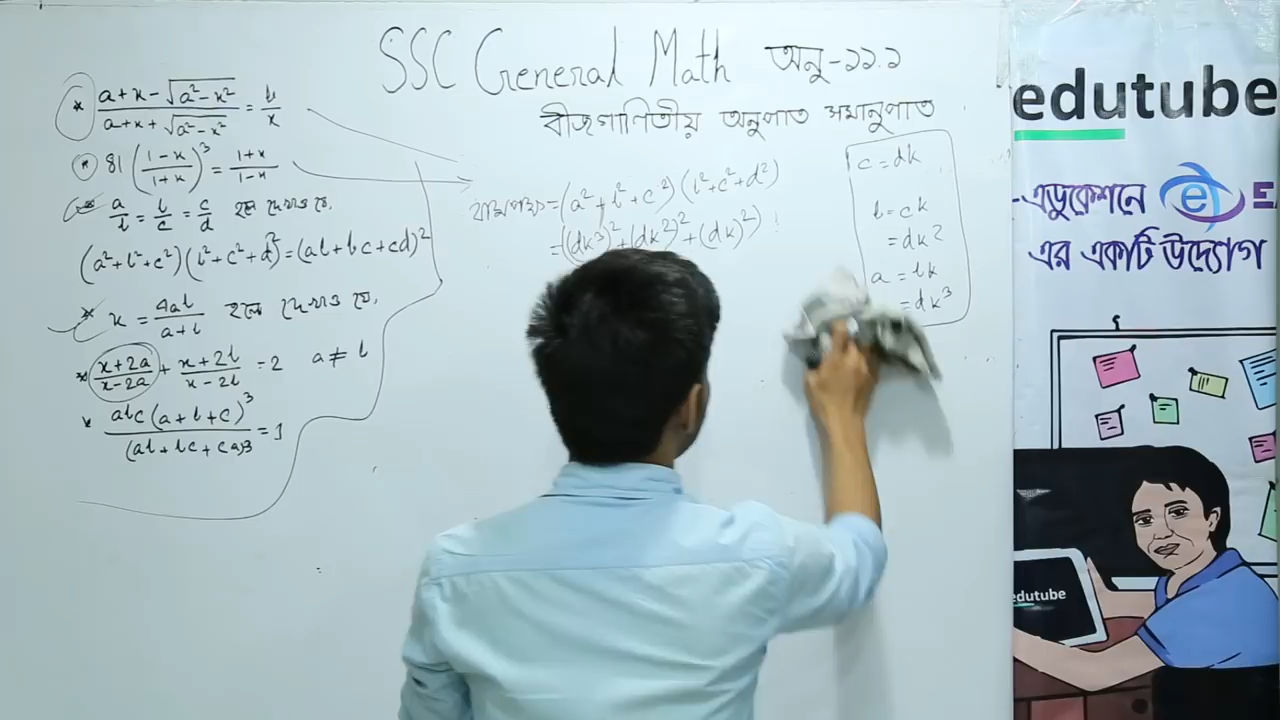 SSC General Math অনু-১১.১
বীজগাণিতীয় অনুপাত সমানুপাত
* (a+x-√(a²-x²))/(a+x+√(a²-x²)) = b/x
* 81 ((1-x)/(1+x))³ = (1+x)/(1-x)
* a/b = b/c = c/d হলে দেখাও যে,
(a²+b²+c²)(b²+c²+d²)=(ab+bc+cd)²
* x = 4ab/(a+b) হলে দেখাও যে,
* (x+2a)/(x-2a) + (x+2b)/(x-2b) = 2 a ≠ b
* abc(a+b+c)³/(ab+bc+ca)³ = 1
বামপক্ষ = (a²+b²+c²)(b²+c²+d²)
= ((dk³)²+(dk²)²+(dk)²)
c = dk
b = ck
= dk²
a = bk
= dk³
edutube
এডুকেশনে e E
এর একটি উদ্যোগ
edutube